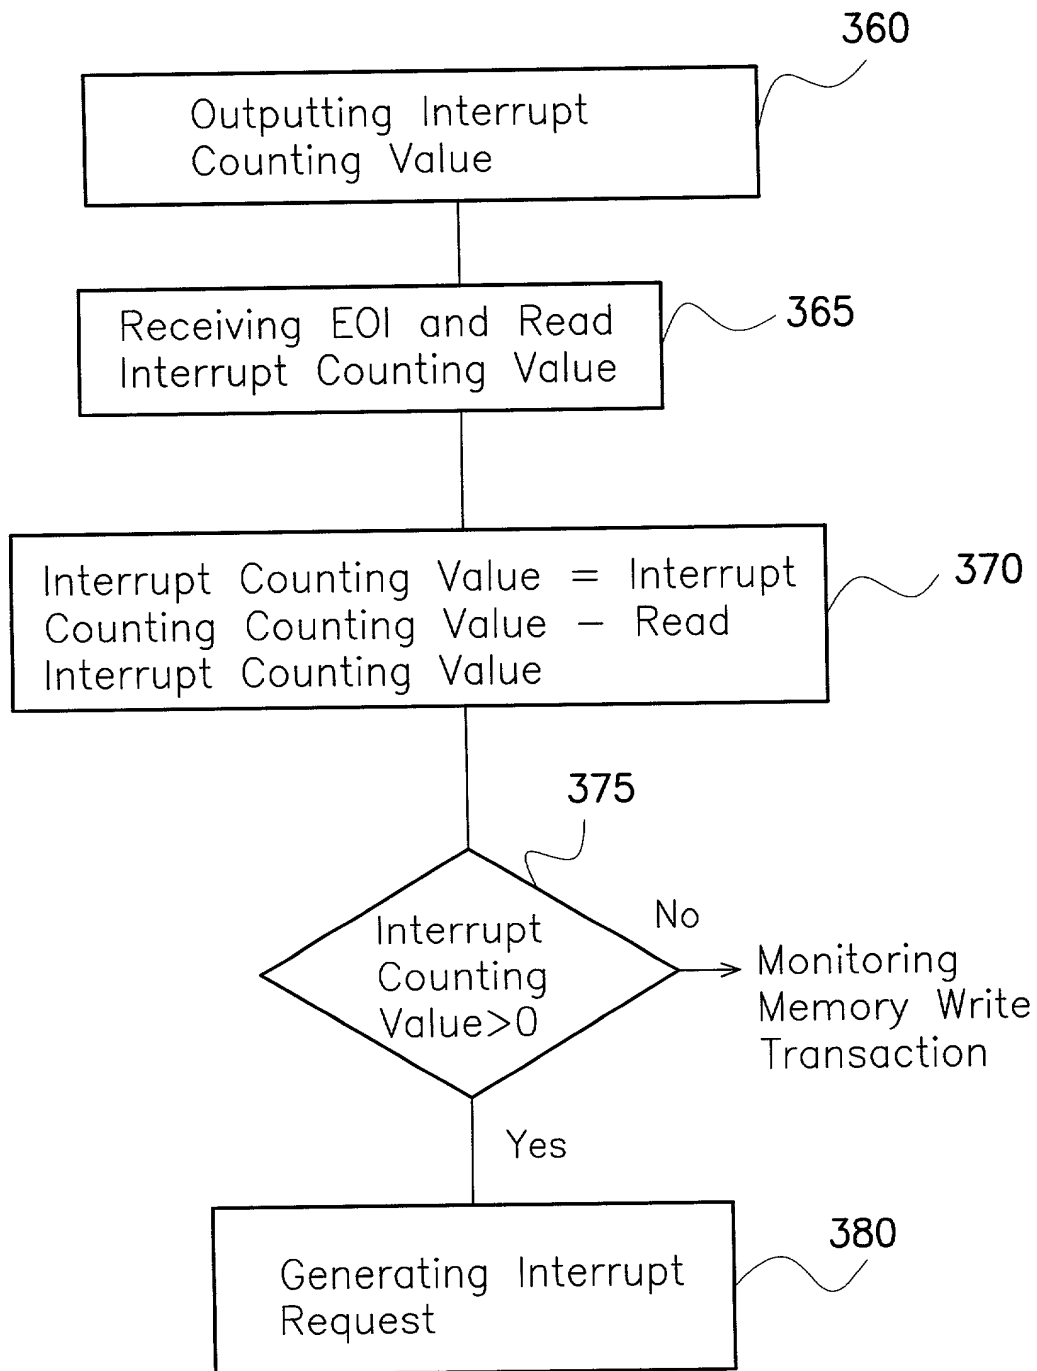 360
Outputting Interrupt
Counting Value
Receiving EOI and Read
Interrupt Counting Value
365
Interrupt Counting Value = Interrupt
Counting Counting Value - Read
Interrupt Counting Value
370
375
Interrupt
Counting
Value>0
No
Monitoring
Memory Write
Transaction
Yes
Generating Interrupt
Request
380